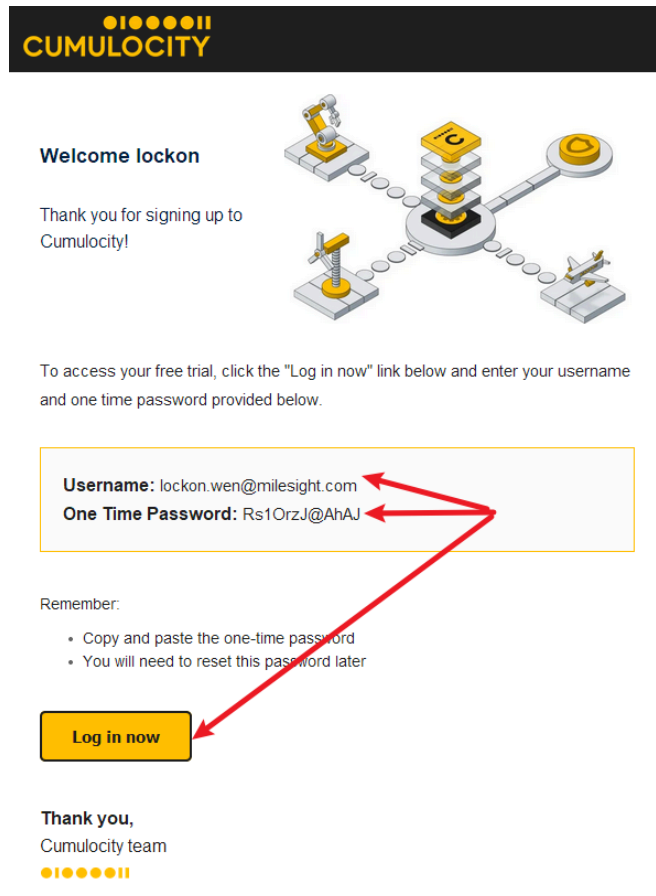 CUMULOCITY
Welcome lockon
Thank you for signing up to
Cumulocity!
To access your free trial, click the "Log in now" link below and enter your username
and one time password provided below.
Username: lockon.wen@milesight.com
One Time Password: Rs1OrzJ@AhAJ
Remember:
• Copy and paste the one-time password
• You will need to reset this password later
Log in now
Thank you,
Cumulocity team